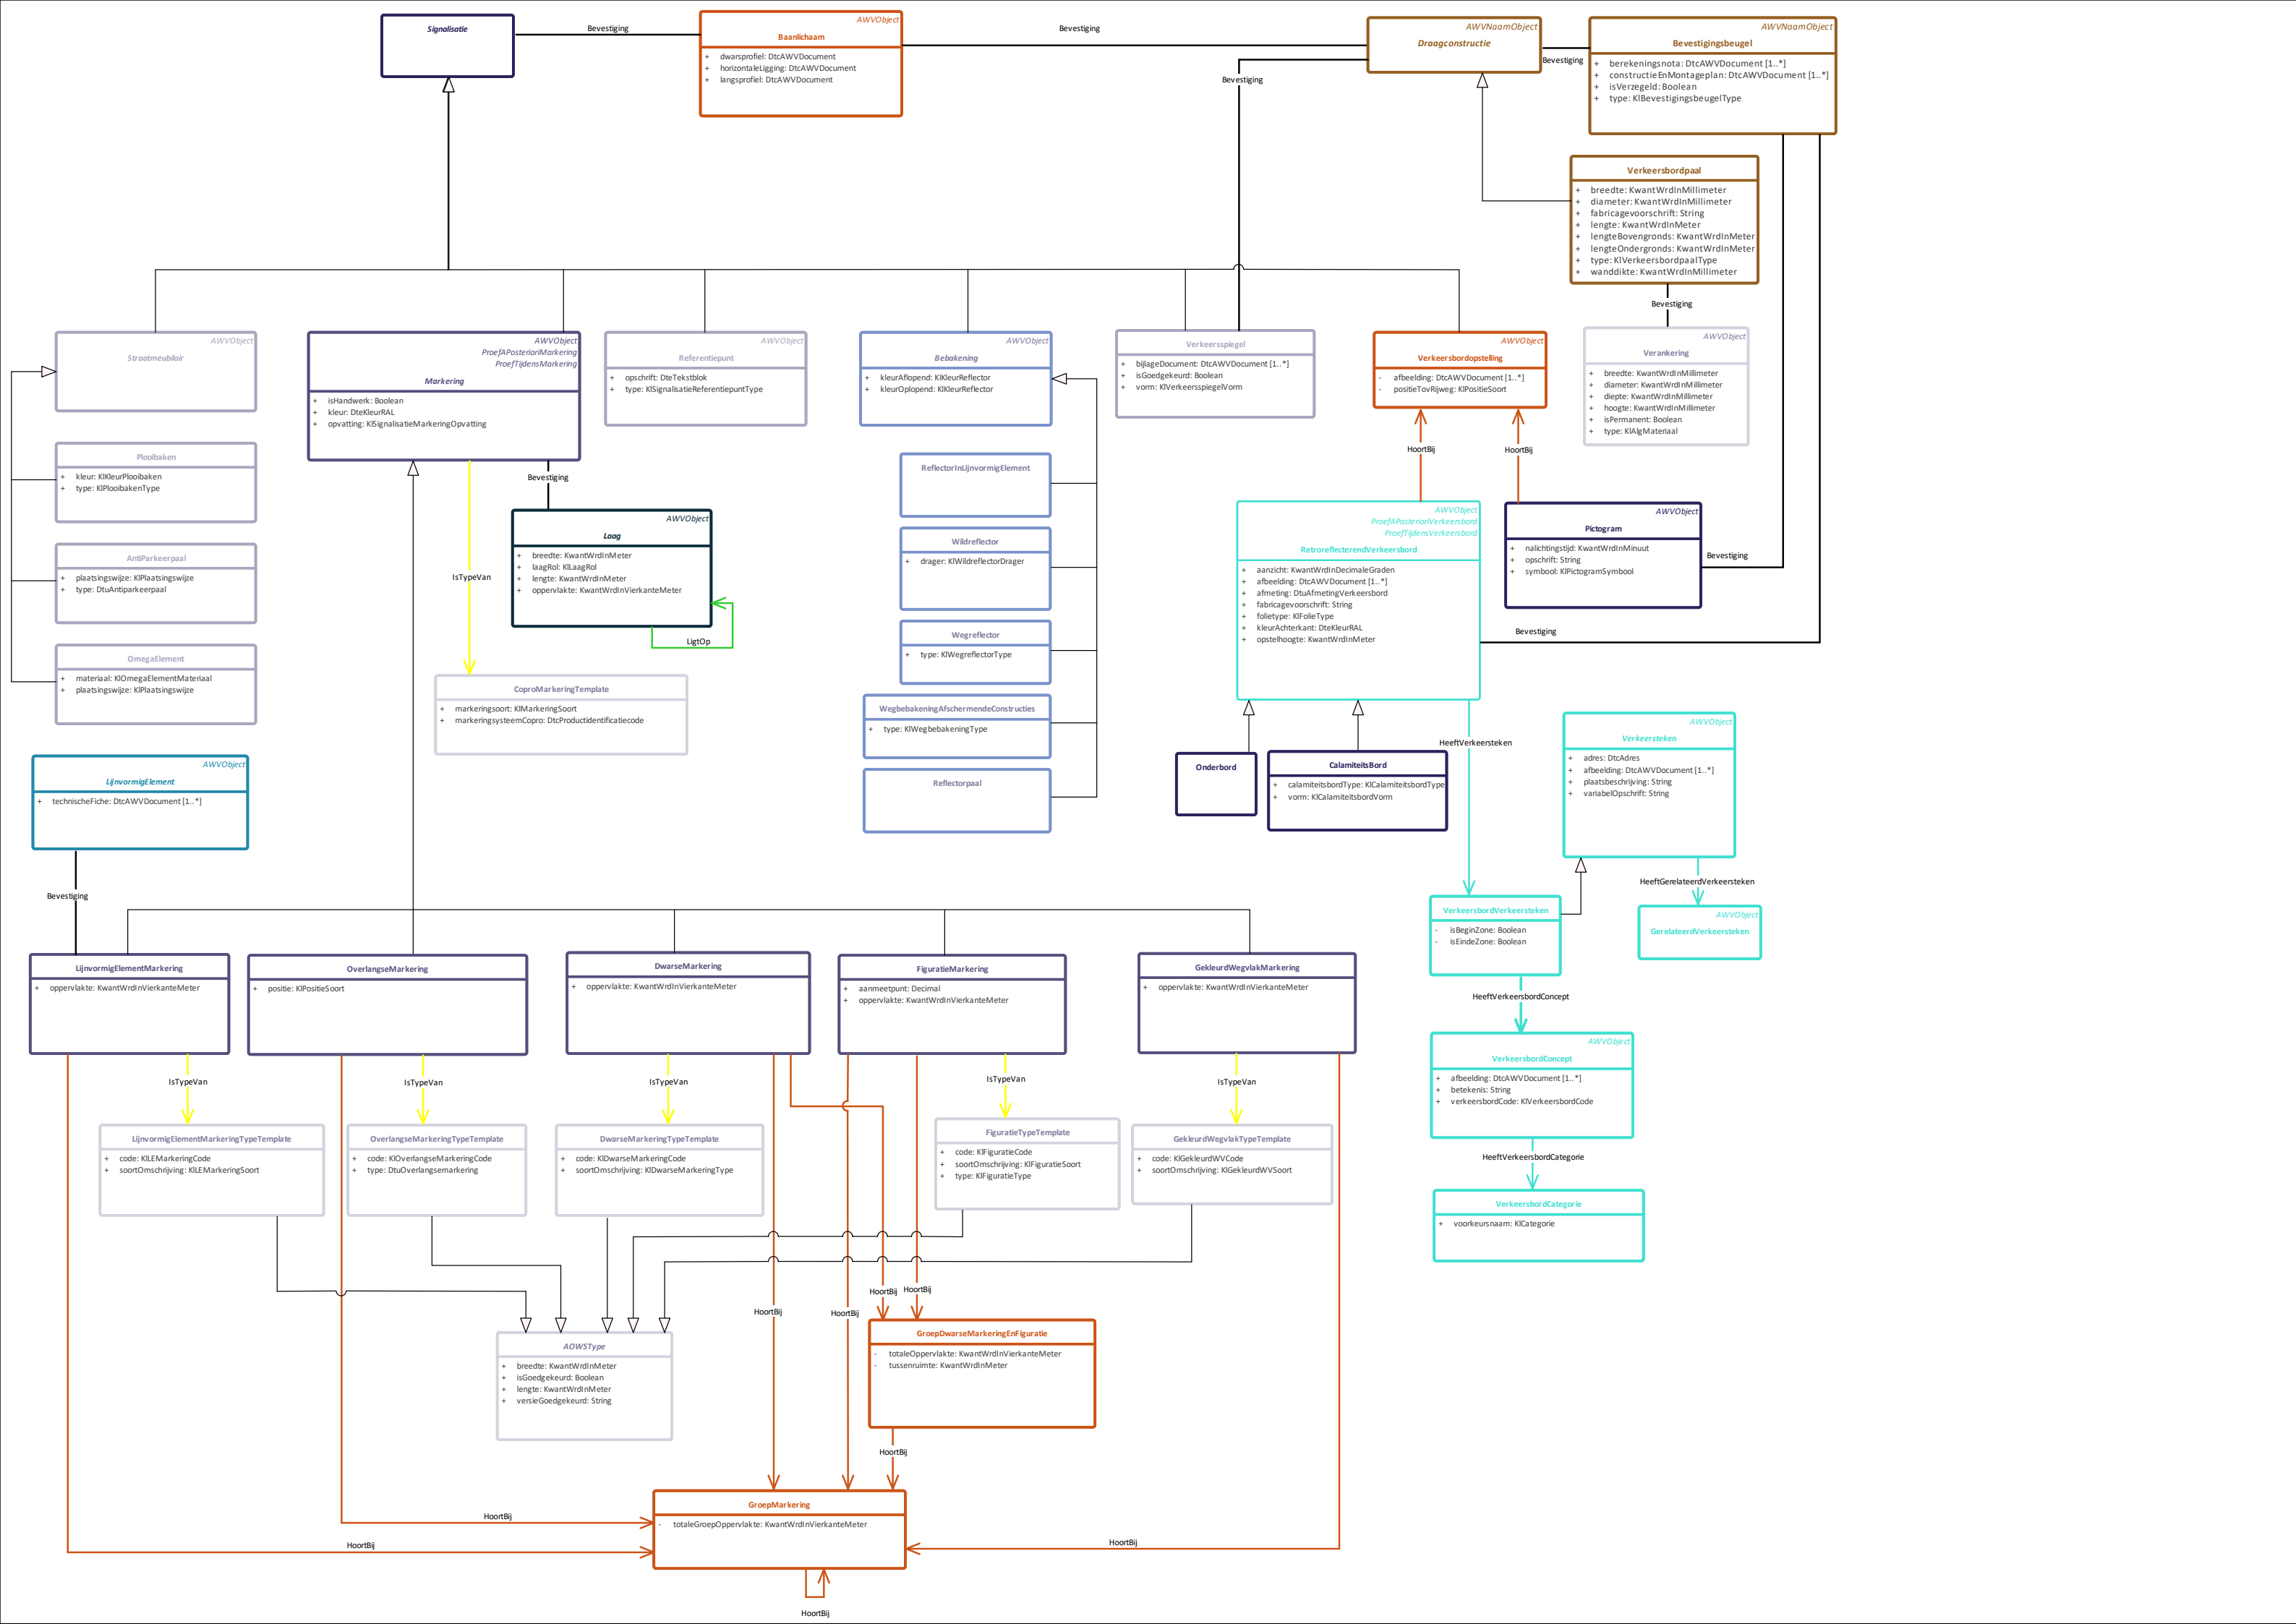 Signalisatie
Bevestiging
AWVObject
Baanlichaam
+ dwarsprofiel: DtcAWVDocument
+ horizontaleLigging: DtcAWVDocument
+ langsprofiel: DtcAWVDocument
Bevestiging
AWVNaamObject
Draagconstructie
Bevestiging
Bevestiging
AWVNaamObject
Bevestigingsbeugel
+ berekeningsnota: DtcAWVDocument [1..*]
+ constructieEnMontageplan: DtcAWVDocument [1..*]
+ isVerzegeld: Boolean
+ type: KlBevestigingsbeugelType
Verkeersbordpaal
+ breedte: KwantWrdInMillimeter
+ diameter: KwantWrdInMillimeter
+ fabricagevoorschrift: String
+ lengte: KwantWrdInMeter
+ lengteBovengronds: KwantWrdInMeter
+ lengteOndergronds: KwantWrdInMeter
+ type: KlVerkeersbordpaalType
+ wanddikte: KwantWrdInMillimeter
Bevestiging
AWVObject
Straatmeubilair
AWVObject
ProefAPosterioriMarkering
ProefTijdensMarkering
Markering
+ isHandwerk: Boolean
+ kleur: DteKleurRAL
+ opvatting: KlSignalisatieMarkeringOpvatting
AWVObject
Referentiepunt
+ opschrift: DteTekstblok
+ type: KlSignalisatieReferentiepuntType
AWVObject
Bebakening
+ kleurAflopend: KlKleurReflector
+ kleurOplopend: KlKleurReflector
Verkeersspiegel
+ bijlageDocument: DtcAWVDocument [1..*]
+ isGoedgekeurd: Boolean
+ vorm: KlVerkeersspiegelVorm
AWVObject
Verkeersbordopstelling
- afbeelding: DtcAWVDocument [1..*]
- positieTovRijweg: KlPositieSoort
AWVObject
Verankering
+ breedte: KwantWrdInMillimeter
+ diameter: KwantWrdInMillimeter
+ diepte: KwantWrdInMillimeter
+ hoogte: KwantWrdInMillimeter
+ isPermanent: Boolean
+ type: KlAlgMateriaal
Plooibaken
+ kleur: KlKleurPlooibaken
+ type: KlPlooibakenType
AntiParkeerpaal
+ plaatsingswijze: KlPlaatsingswijze
+ type: DtuAntiparkeerpaal
OmegaElement
+ materiaal: KlOmegaElementMateriaal
+ plaatsingswijze: KlPlaatsingswijze
Bevestiging
IsTypeVan
AWVObject
Laag
+ breedte: KwantWrdInMeter
+ laagRol: KlLaagRol
+ lengte: KwantWrdInMeter
+ oppervlakte: KwantWrdInVierkanteMeter
LigtOp
CoproMarkeringTemplate
+ markeringsoort: KlMarkeringSoort
+ markeringsysteemCopro: DtcProductidentificatiecode
ReflectorInLijnvormigElement
Wildreflector
+ drager: KlWildreflectorDrager
Wegreflector
+ type: KlWegreflectorType
WegbebakeningAfschermendeConstructies
+ type: KlWegbebakeningType
Reflectorpaal
HoortBij
HoortBij
AWVObject
ProefAPosterioriVerkeersbord
ProefTijdensVerkeersbord
RetroreflecterendVerkeersbord
+ aanzicht: KwantWrdInDecimaleGraden
+ afbeelding: DtcAWVDocument [1..*]
+ afmeting: DtuAfmetingVerkeersbord
+ fabricagevoorschrift: String
+ folietype: KlFolieType
+ kleurAchterkant: DteKleurRAL
+ opstelhoogte: KwantWrdInMeter
AWVObject
Pictogram
+ nalichtingstijd: KwantWrdInMinuut
+ opschrift: String
+ symbool: KlPictogramSymbool
Bevestiging
Bevestiging
Onderbord
CalamiteitsBord
+ calamiteitsbordType: KlCalamiteitsbordType
+ vorm: KlCalamiteitsbordVorm
HeeftVerkeersteken
AWVObject
Verkeersteken
+ adres: DtcAdres
+ afbeelding: DtcAWVDocument [1..*]
+ plaatsbeschrijving: String
+ variabelOpschrift: String
HeeftGerelateerdVerkeersteken
AWVObject
GerelateerdVerkeersteken
VerkeersbordVerkeersteken
- isBeginZone: Boolean
- isEindeZone: Boolean
HeeftVerkeersbordConcept
AWVObject
VerkeersbordConcept
+ afbeelding: DtcAWVDocument [1..*]
+ betekenis: String
+ verkeersbordCode: KlVerkeersbordCode
HeeftVerkeersbordCategorie
VerkeersbordCategorie
+ voorkeursnaam: KlCategorie
AWVObject
LijnvormigElement
+ technischeFiche: DtcAWVDocument [1..*]
Bevestiging
LijnvormigElementMarkering
+ oppervlakte: KwantWrdInVierkanteMeter
OverlangseMarkering
+ positie: KlPositieSoort
DwarseMarkering
+ oppervlakte: KwantWrdInVierkanteMeter
FiguratieMarkering
+ aanmeetpunt: Decimal
+ oppervlakte: KwantWrdInVierkanteMeter
GekleurdWegvlakMarkering
+ oppervlakte: KwantWrdInVierkanteMeter
IsTypeVan
IsTypeVan
IsTypeVan
IsTypeVan
IsTypeVan
LijnvormigElementMarkeringTypeTemplate
+ code: KlLEMarkeringCode
+ soortOmschrijving: KlLEMarkeringSoort
OverlangseMarkeringTypeTemplate
+ code: KlOverlangseMarkeringCode
+ type: DtuOverlangsemarkering
DwarseMarkeringTypeTemplate
+ code: KlDwarseMarkeringCode
+ soortOmschrijving: KlDwarseMarkeringType
FiguratieTypeTemplate
+ code: KlFiguratieCode
+ soortOmschrijving: KlFiguratieSoort
+ type: KlFiguratieType
GekleurdWegvlakTypeTemplate
+ code: KlGekleurdWVCode
+ soortOmschrijving: KlGekleurdWVSoort
HoortBij
HoortBij
HoortBij
HoortBij
AOWSType
+ breedte: KwantWrdInMeter
+ isGoedgekeurd: Boolean
+ lengte: KwantWrdInMeter
+ versieGoedgekeurd: String
GroepDwarseMarkeringEnFiguratie
- totaleOppervlakte: KwantWrdInVierkanteMeter
- tussenruimte: KwantWrdInMeter
HoortBij
GroepMarkering
- totaleGroepOppervlakte: KwantWrdInVierkanteMeter
HoortBij
HoortBij
HoortBij
HoortBij